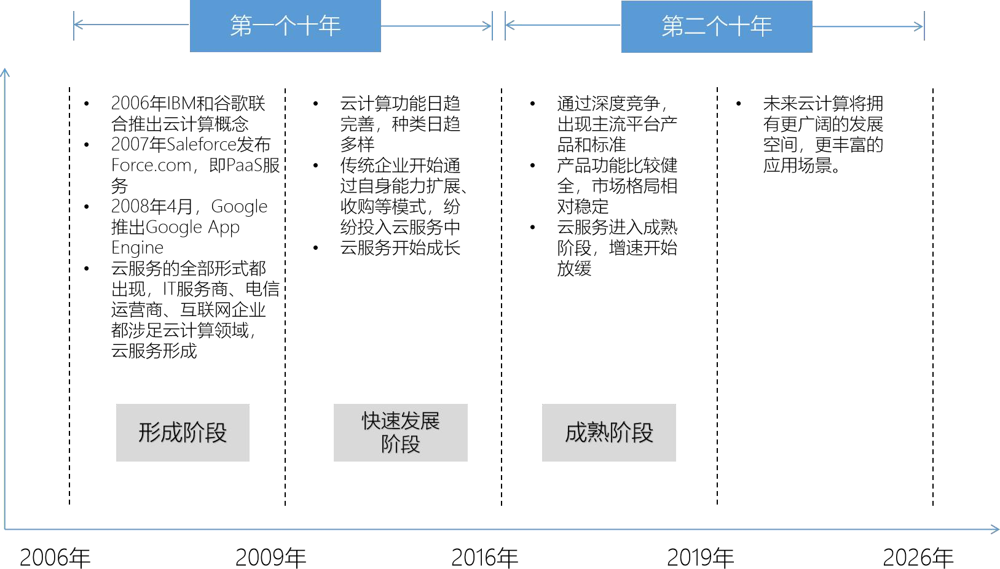 第一个十年
第二个十年
• 2006年IBM和谷歌联
合推出云计算概念
• 2007年Saleforce发布
Force.com，即PaaS服
务
• 2008年4月，Google
推出Google App
Engine
• 云服务的全部形式都
出现，IT服务商、电信
运营商、互联网企业
都涉足云计算领域，
云服务形成
• 云计算功能日趋
完善，种类日趋
多样
• 传统企业开始通
过自身能力扩展、
收购等模式，纷
纷投入云服务中
• 云服务开始成长
• 通过深度竞争，
出现主流平台产
品和标准
• 产品功能比较健
全，市场格局相
对稳定
• 云服务进入成熟
阶段，增速开始
放缓
• 未来云计算将拥
有更广阔的发展
空间，更丰富的
应用场景。
形成阶段
快速发展
阶段
成熟阶段
2006年
2009年
2016年
2019年
2026年